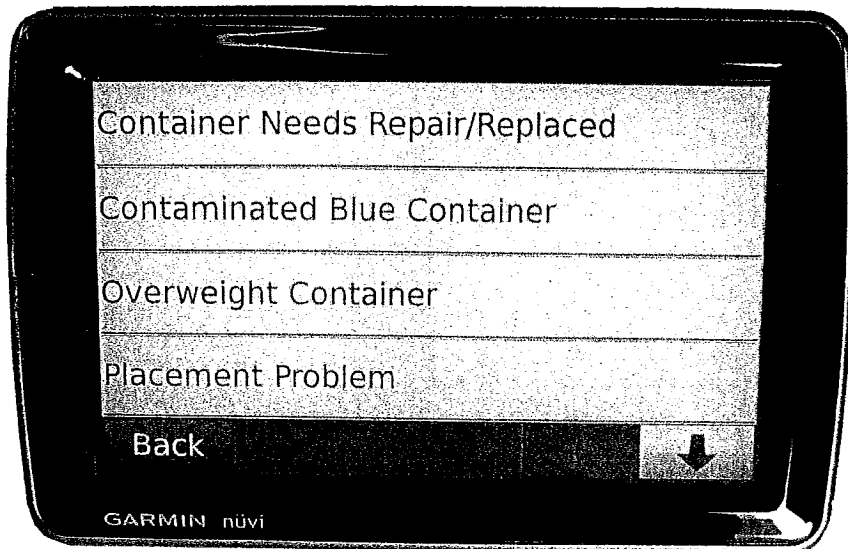 Container Needs Repair/Replaced
Contaminated Blue Container
Overweight Container
Placement Problem
Back
GARMIN nüvi